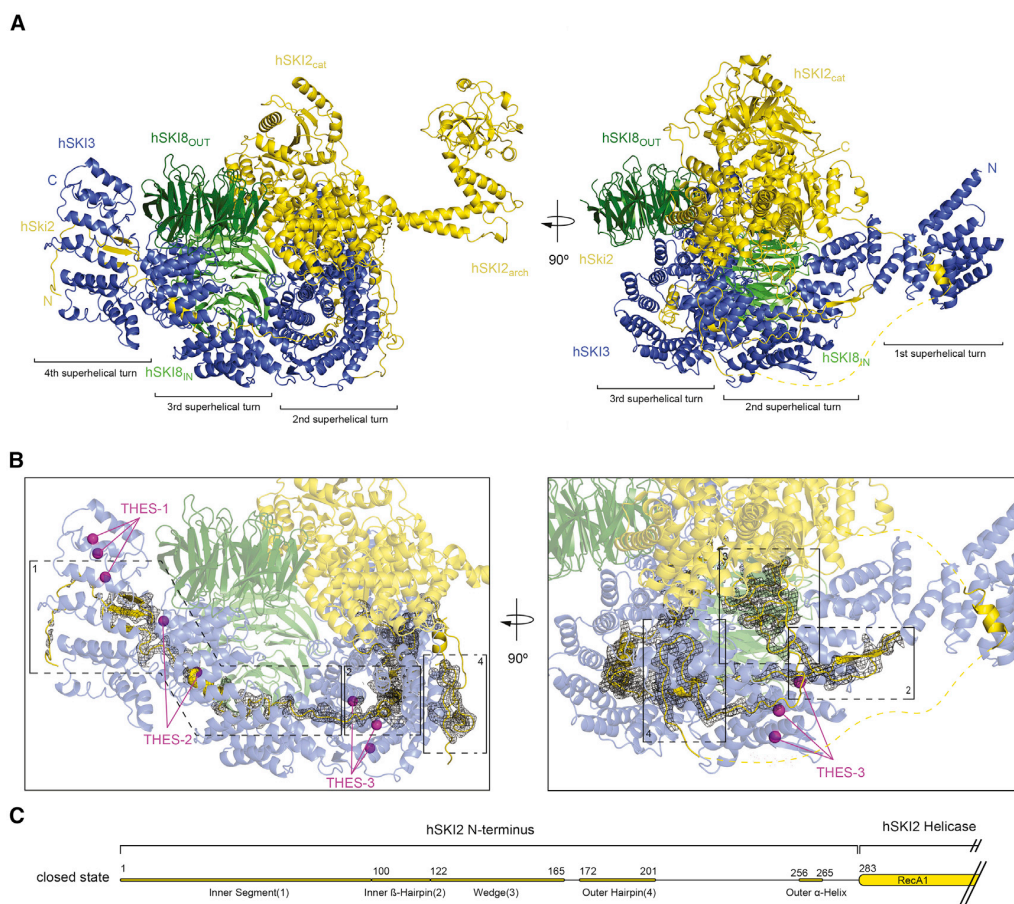 A
hSKI2cat
hSKI8OUT
hSKI3
C
hSki2
N
hSKI2arch
hSKI8IN
4th superhelical turn
3rd superhelical turn
2nd superhelical turn
90º
hSKI2cat
hSKI8OUT
C
N
hSki2
hSKI3
hSKI8IN
1st superhelical turn
3rd superhelical turn
2nd superhelical turn
B
THES-1
1
THES-2
2
4
THES-3
90º
3
2
4
THES-3
C
hSKI2 N-terminus
hSKI2 Helicase
closed state
1 100 122 165 172 201 256 265 283
RecA1
Inner Segment(1) Inner ß-Hairpin(2) Wedge(3) Outer Hairpin(4) Outer α-Helix